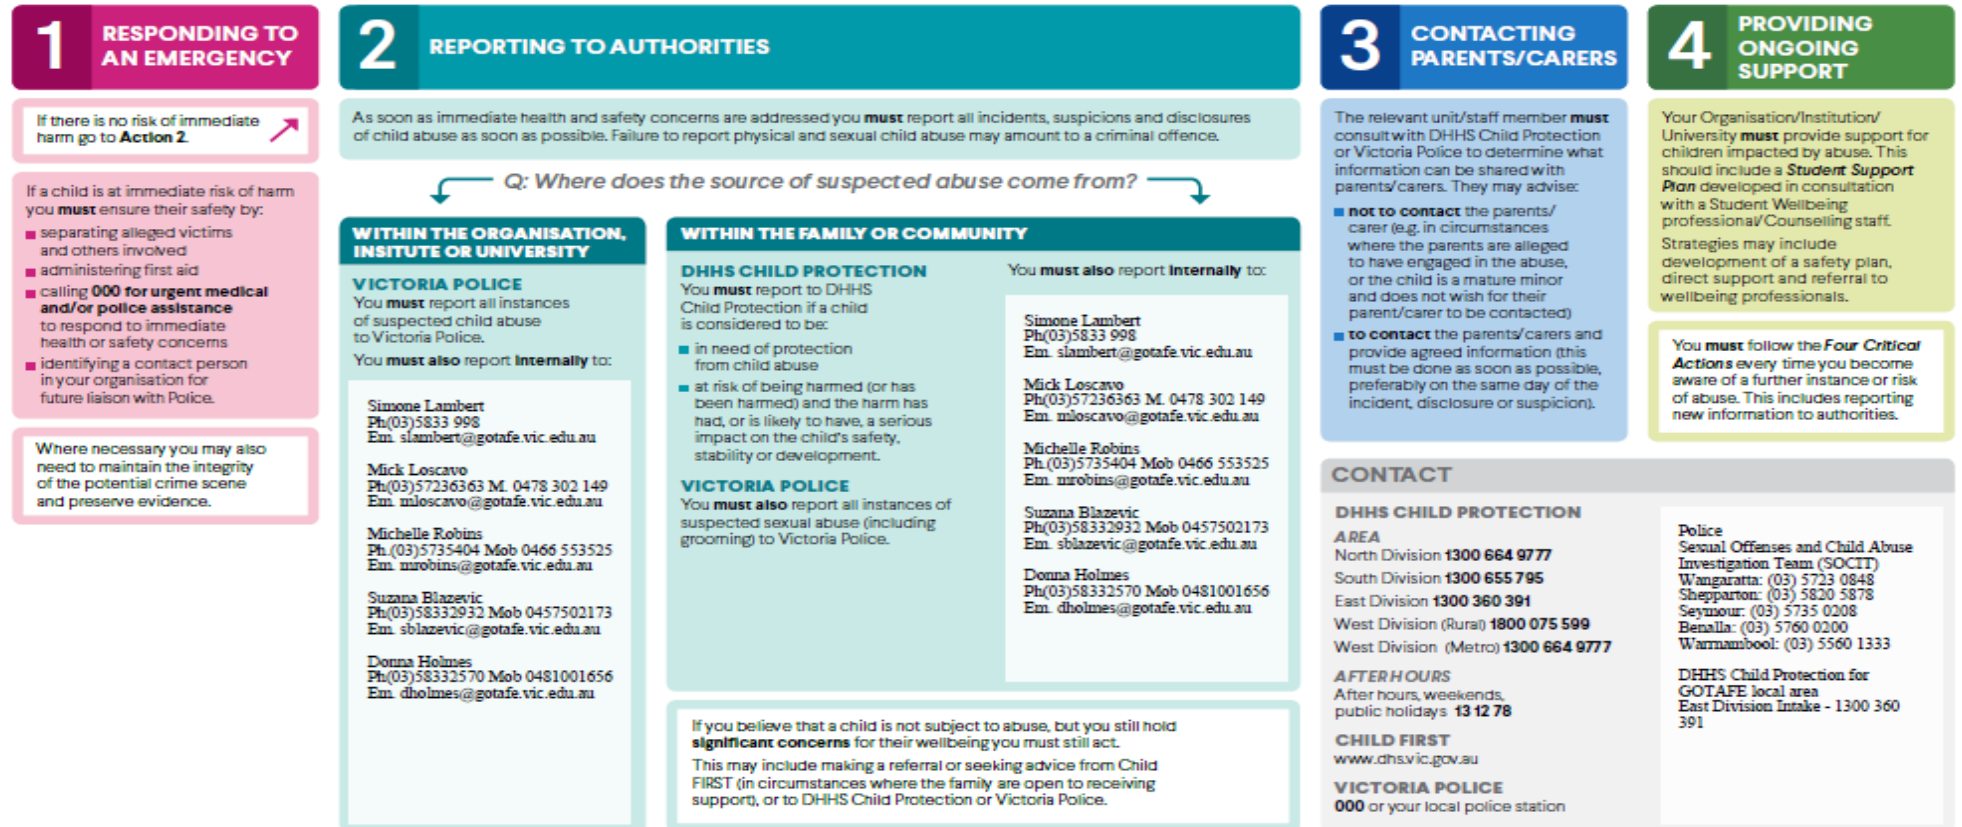 1
RESPONDING TO
AN EMERGENCY
If there is no risk of immediate
harm go to Action 2.
If a child is at immediate risk of harm
you must ensure their safety by:
separating alleged victims
and others involved
administering first aid
calling 000 for urgent medical
and/or police assistance
to respond to immediate
health or safety concerns
identifying a contact person
in your organisation for
future liaison with Police.
Where necessary you may also
need to maintain the integrity
of the potential crime scene
and preserve evidence.
2
REPORTING TO AUTHORITIES
As soon as immediate health and safety concerns are addressed you must report all incidents, suspicions and disclosures
of child abuse as soon as possible. Failure to report physical and sexual child abuse may amount to a criminal offence.
Q: Where does the source of suspected abuse come from?
WITHIN THE ORGANISATION,
INSITUTE OR UNIVERSITY
VICTORIA POLICE
You must report all instances
of suspected child abuse
to Victoria Police.
You must also report internally to:
Simone Lambert
Ph(03)5833 998
Em. slambert@gotafe.vic.edu.au
Mick Loscavo
Ph(03)57236363 M. 0478 302 149
Em. mloscavo@gotafe.vic.edu.au
Michelle Robins
Ph.(03)5735404 Mob 0466 553525
Em. mrobins@gotafe.vic.edu.au
Suzana Blazevic
Ph(03)58332932 Mob 0457502173
Em. sblazevic@gotafe.vic.edu.au
Donna Holmes
Ph(03)58332570 Mob 0481001656
Em. dholmes@gotafe.vic.edu.au
WITHIN THE FAMILY OR COMMUNITY
DHHS CHILD PROTECTION
You must report to DHHS
Child Protection if a child
is considered to be:
in need of protection
from child abuse
at risk of being harmed (or has
been harmed) and the harm has
had, or is likely to have, a serious
impact on the child's safety,
stability or development.
VICTORIA POLICE
You must also report all instances of
suspected sexual abuse (including
grooming) to Victoria Police.
You must also report internally to:
Simone Lambert
Ph(03)5833 998
Em. slambert@gotafe.vic.edu.au
Mick Loscavo
Ph(03)57236363 M. 0478 302 149
Em. mloscavo@gotafe.vic.edu.au
Michelle Robins
Ph.(03)5735404 Mob 0466 553525
Em. mrobins@gotafe.vic.edu.au
Suzana Blazevic
Ph(03)58332932 Mob 0457502173
Em. sblazevic@gotafe.vic.edu.au
Donna Holmes
Ph(03)58332570 Mob 0481001656
Em. dholmes@gotafe.vic.edu.au
If you believe that a child is not subject to abuse, but you still hold
significant concerns for their wellbeing you must still act.
This may include making a referral or seeking advice from Child
FIRST (in circumstances where the family are open to receiving
support), or to DHHS Child Protection or Victoria Police.
3
CONTACTING
PARENTS/CARERS
The relevant unit/staff member must
consult with DHHS Child Protection
or Victoria Police to determine what
information can be shared with
parents/carers. They may advise:
not to contact the parents/
carer (e.g. in circumstances
where the parents are alleged
to have engaged in the abuse,
or the child is a mature minor
and does not wish for their
parent/carer to be contacted)
to contact the parents/carers and
provide agreed information (this
must be done as soon as possible,
preferably on the same day of the
incident, disclosure or suspicion).
4
PROVIDING
ONGOING
SUPPORT
Your Organisation/Institution/
University must provide support for
children impacted by abuse. This
should include a Student Support
Plan developed in consultation
with a Student Wellbeing
professional/Counselling staff.
Strategies may include
development of a safety plan,
direct support and referral to
wellbeing professionals.
You must follow the Four Critical
Actions every time you become
aware of a further instance or risk
of abuse. This includes reporting
new information to authorities.
CONTACT
DHHS CHILD PROTECTION
AREA
North Division 1300 664 9777
South Division 1300 655 795
East Division 1300 360 391
West Division (Rural) 1800 075 599
West Division (Metro) 1300 664 9777
AFTER HOURS
After hours, weekends,
public holidays 13 12 78
CHILD FIRST
www.dhs.vic.gov.au
VICTORIA POLICE
000 or your local police station
Police
Sexual Offenses and Child Abuse
Investigation Team (SOCIT)
Wangaratta: (03) 5723 0848
Shepparton: (03) 5820 5878
Seymour: (03) 5735 0208
Benalla: (03) 5760 0200
Warrnambool: (03) 5560 1333
DHHS Child Protection for
GOTAFE local area
East Division Intake - 1300 360
391